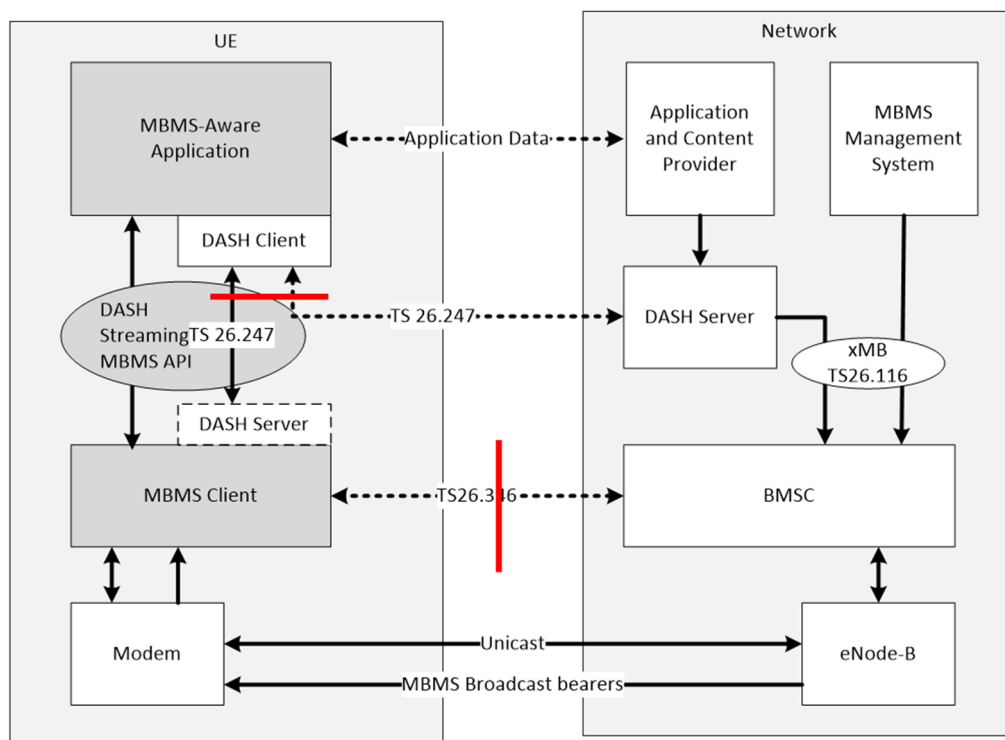 UE
Network
MBMS-Aware
Application
Application Data
Application
and Content
Provider
MBMS
Management
System
DASH Client
DASH
Streaming
MBMS API
TS 26.247
TS 26.247
DASH Server
xMB
TS26.116
DASH Server
MBMS Client
TS26.346
BMSC
Modem
Unicast
MBMS Broadcast bearers
eNode-B